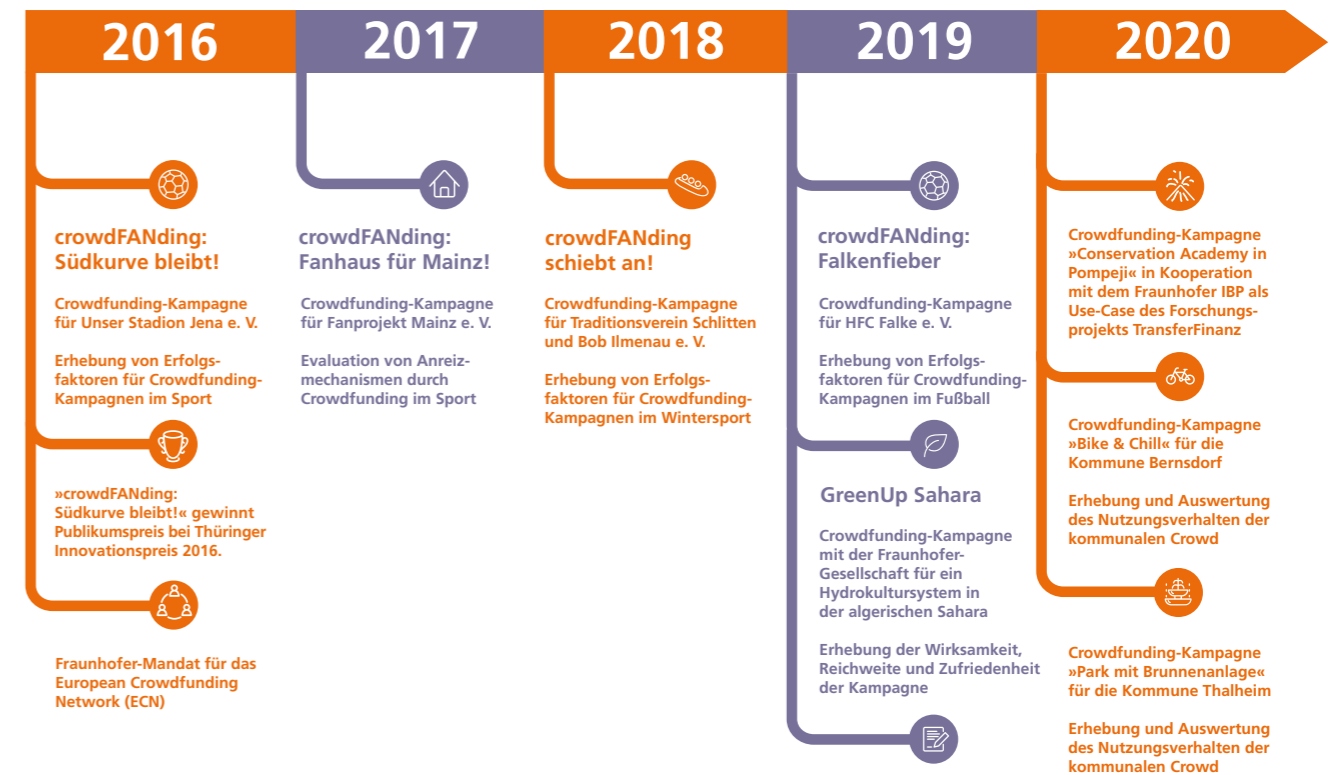 2016
2017
2018
2019
2020
crowdFANding:
Südkurve bleibt!
Crowdfunding-Kampagne
für Unser Stadion Jena e. V.
Erhebung von Erfolgs-
faktoren für Crowdfunding-
Kampagnen im Sport
»crowdFANding:
Südkurve bleibt!« gewinnt
Publikumspreis bei Thüringer
Innovationspreis 2016.
Fraunhofer-Mandat für das
European Crowdfunding
Network (ECN)
crowdFANding:
Fanhaus für Mainz!
Crowdfunding-Kampagne
für Fanprojekt Mainz e. V.
Evaluation von Anreiz-
mechanismen durch
Crowdfunding im Sport
crowdFANding
schiebt an!
Crowdfunding-Kampagne
für Traditionsverein Schlitten
und Bob Ilmenau e. V.
Erhebung von Erfolgs-
faktoren für Crowdfunding-
Kampagnen im Wintersport
crowdFANding:
Falkenfieber
Crowdfunding-Kampagne
für HFC Falke e. V.
Erhebung von Erfolgs-
faktoren für Crowdfunding-
Kampagnen im Fußball
GreenUp Sahara
Crowdfunding-Kampagne
mit der Fraunhofer-
Gesellschaft für ein
Hydrokultursystem in
der algerischen Sahara
Erhebung der Wirksamkeit,
Reichweite und Zufriedenheit
der Kampagne
Crowdfunding-Kampagne
»Conservation Academy in
Pompeji« in Kooperation
mit dem Fraunhofer IBP als
Use-Case des Forschungs-
projekts TransferFinanz
Crowdfunding-Kampagne
»Bike & Chill« für die
Kommune Bernsdorf
Erhebung und Auswertung
des Nutzungsverhalten der
kommunalen Crowd
Crowdfunding-Kampagne
»Park mit Brunnenanlage«
für die Kommune Thalheim
Erhebung und Auswertung
des Nutzungsverhalten der
kommunalen Crowd